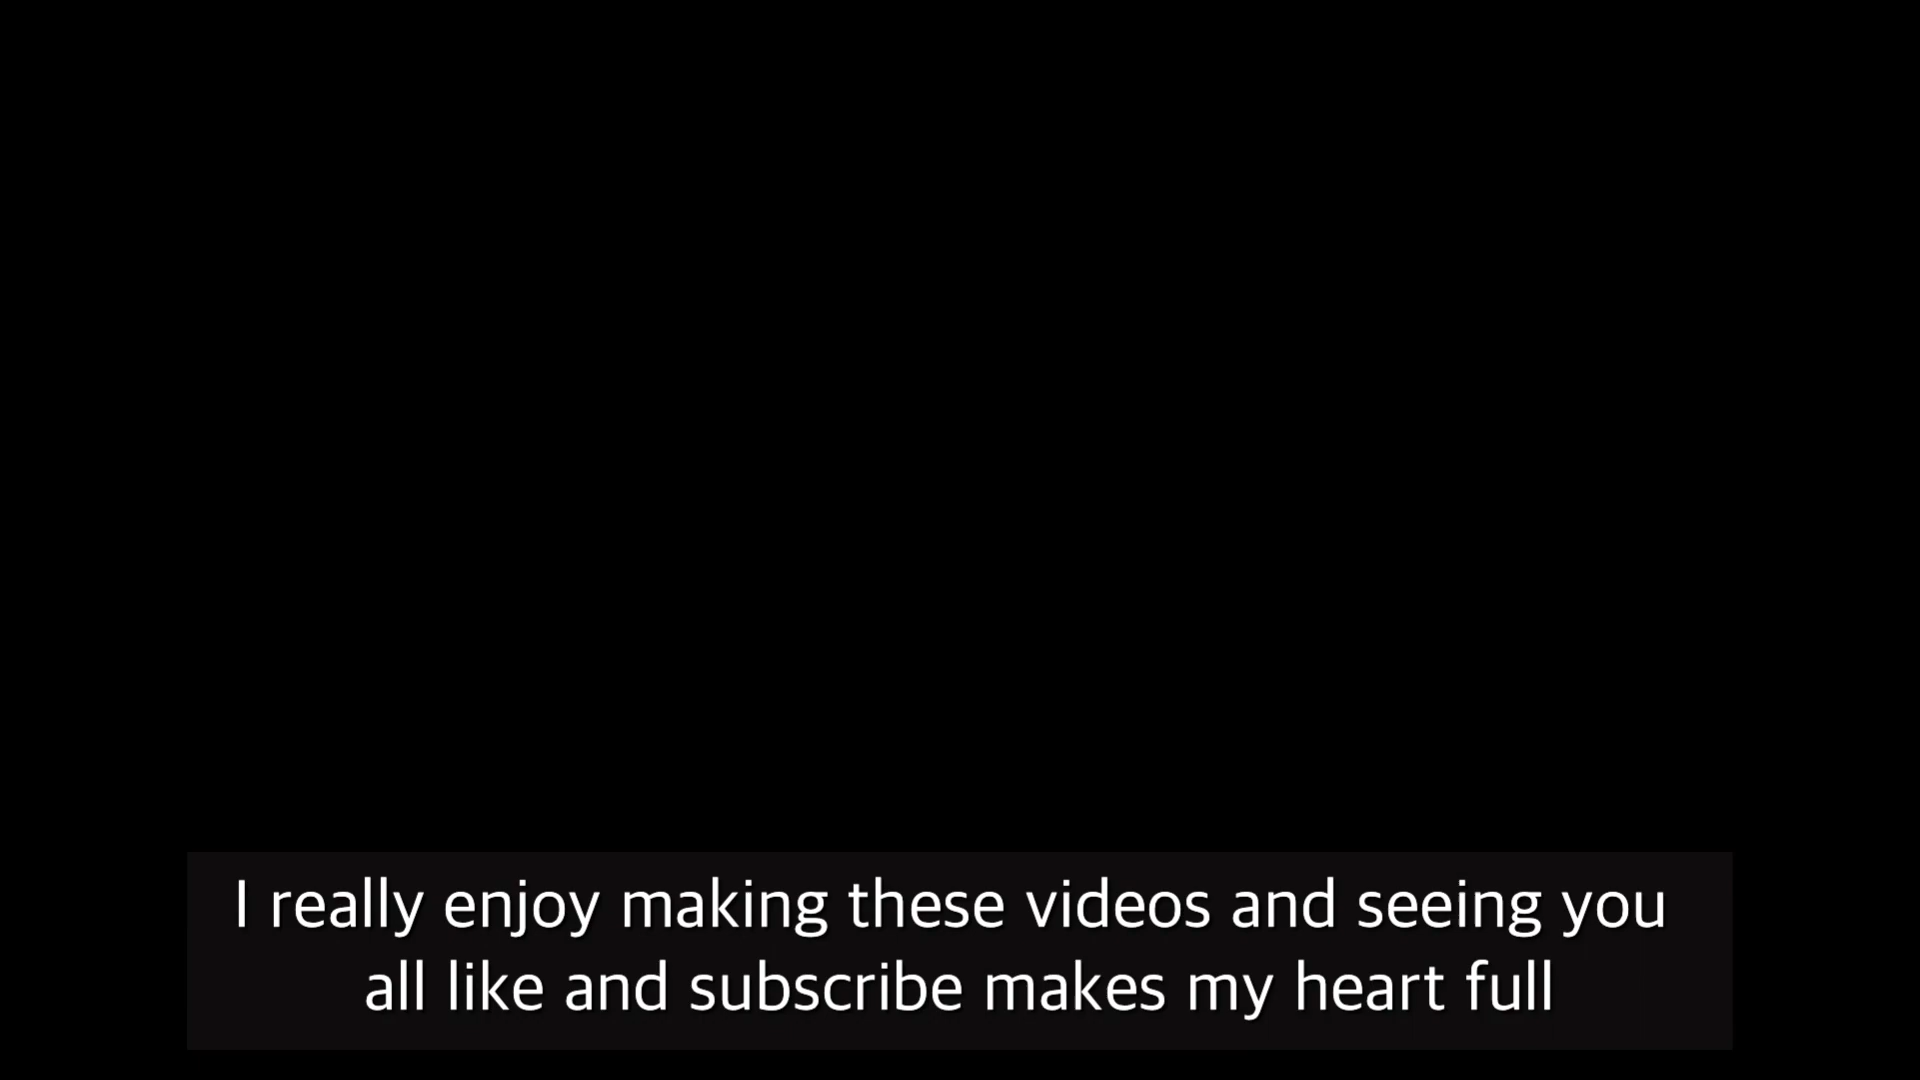 I really enjoy making these videos and seeing you
all like and subscribe makes my heart full